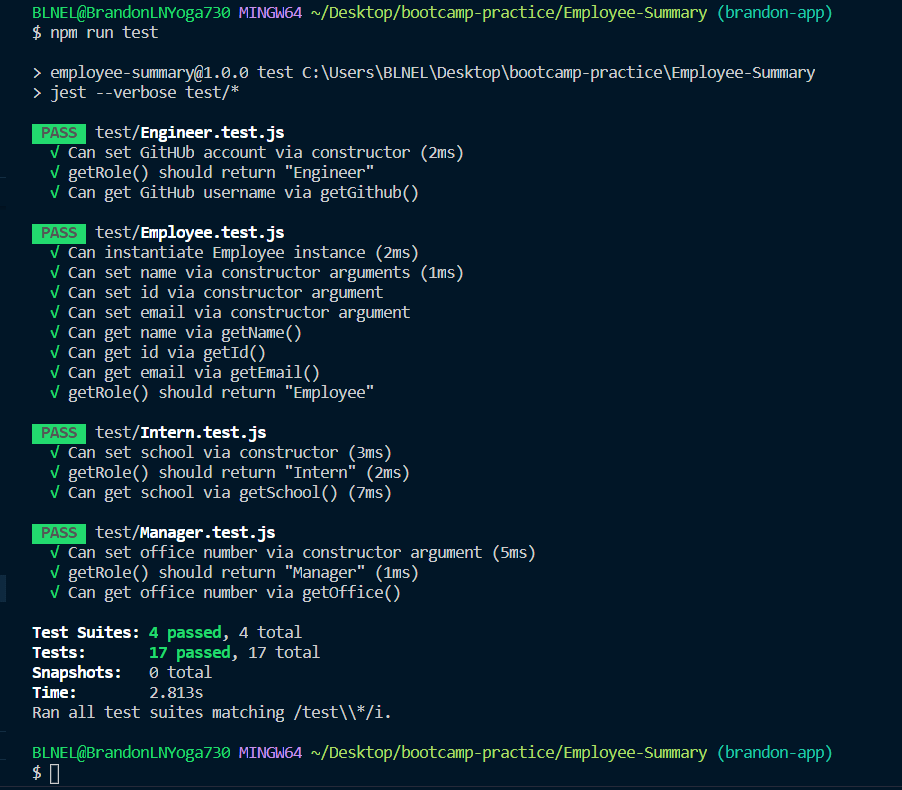 BLNEL@BrandonLNYoga730 MINGW64 ~/Desktop/bootcamp-practice/Employee-Summary (brandon-app)
$ npm run test
> employee-summary@1.0.0 test C:\Users\BLNEL\Desktop\bootcamp-practice\Employee-Summary
> jest --verbose test/*
PASS test/Engineer.test.js
√ Can set GitHUb account via constructor (2ms)
√ getRole() should return "Engineer"
√ Can get GitHub username via getGithub()
PASS test/Employee.test.js
√ Can instantiate Employee instance (2ms)
√ Can set name via constructor arguments (1ms)
√ Can set id via constructor argument
√ Can set email via constructor argument
√ Can get name via getName()
√ Can get id via getId()
√ Can get email via getEmail()
√ getRole() should return "Employee"
PASS test/Intern.test.js
√ Can set school via constructor (3ms)
√ getRole() should return "Intern" (2ms)
√ Can get school via getSchool() (7ms)
PASS test/Manager.test.js
√ Can set office number via constructor argument (5ms)
√ getRole() should return "Manager" (1ms)
√ Can get office number via getOffice()
Test Suites: 4 passed, 4 total
Tests: 17 passed, 17 total
Snapshots: 0 total
Time: 2.813s
Ran all test suites matching /test\\*/i.
BLNEL@BrandonLNYoga730 MINGW64 ~/Desktop/bootcamp-practice/Employee-Summary (brandon-app)
$